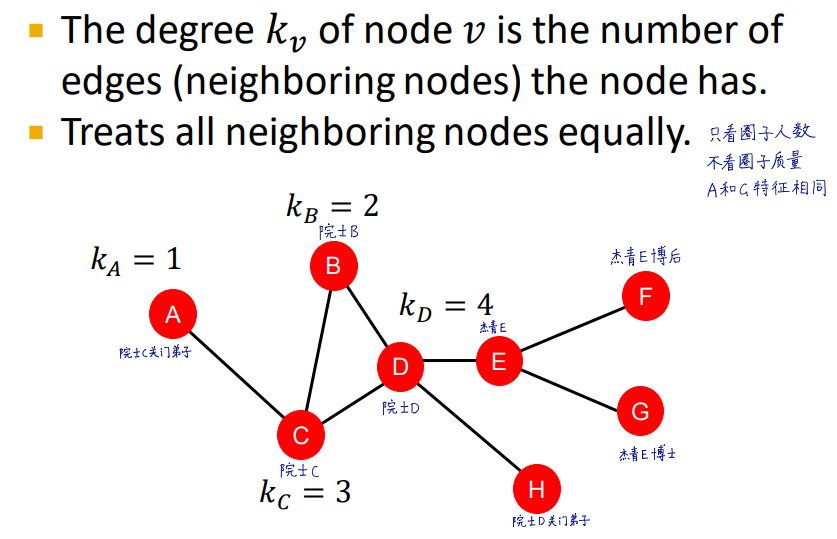 ▪ The degree k_v of node v is the number of
edges (neighboring nodes) the node has.
▪ Treats all neighboring nodes equally.
只看圈子人数
不看圈子质量
A和G特征相同
k_B = 2
院士B
k_A = 1
B
杰青E博后
A
F
k_D = 4
杰青E
院士C关门弟子
D
E
院士D
G
C
杰青E博士
院士C
k_C = 3
H
院士D关门弟子